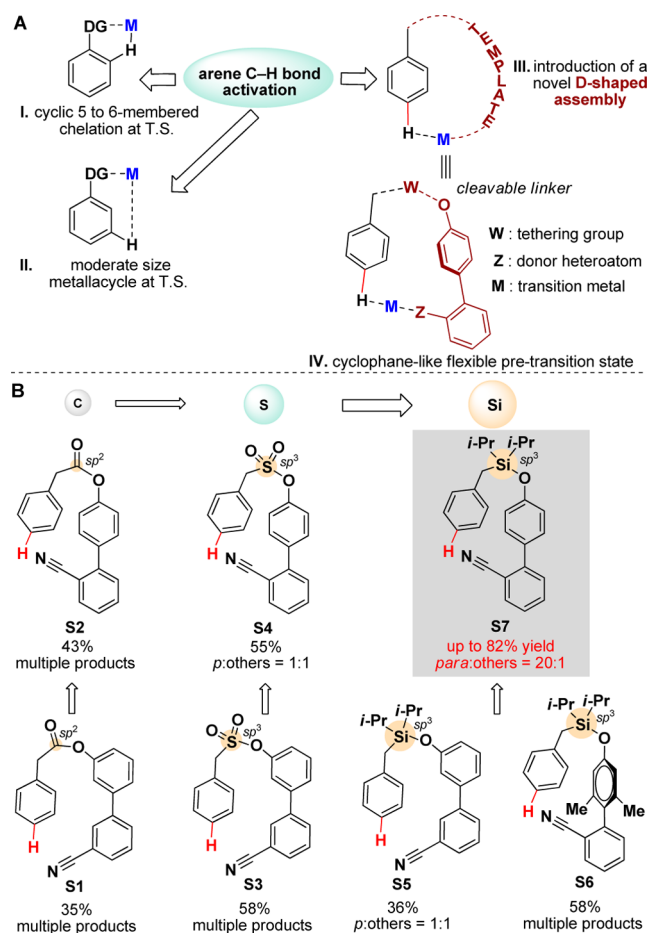 A
DG
M
H
arene C–H bond
activation
I. cyclic 5 to 6-membered
chelation at T.S.
DG
M
H
II. moderate size
metallacycle at T.S.
TEMPLATE
H
M
III. introduction of a
novel D-shaped
assembly
cleavable linker
W
O
H
M
Z
W : tethering group
Z : donor heteroatom
M : transition metal
IV. cyclophane-like flexible pre-transition state
B
C
S
Si
O
sp2
O
H
N
S2
43%
multiple products
O
O
S
sp3
O
H
N
S4
55%
p:others = 1:1
i-Pr
i-Pr
Si
sp3
O
H
N
S7
up to 82% yield
para:others = 20:1
O
sp2
O
H
N
S1
35%
multiple products
O
O
S
sp3
O
H
N
S3
58%
multiple products
i-Pr
i-Pr
Si
sp3
O
H
N
S5
36%
p:others = 1:1
i-Pr
i-Pr
Si
sp3
O
H
Me
Me
N
S6
58%
multiple products